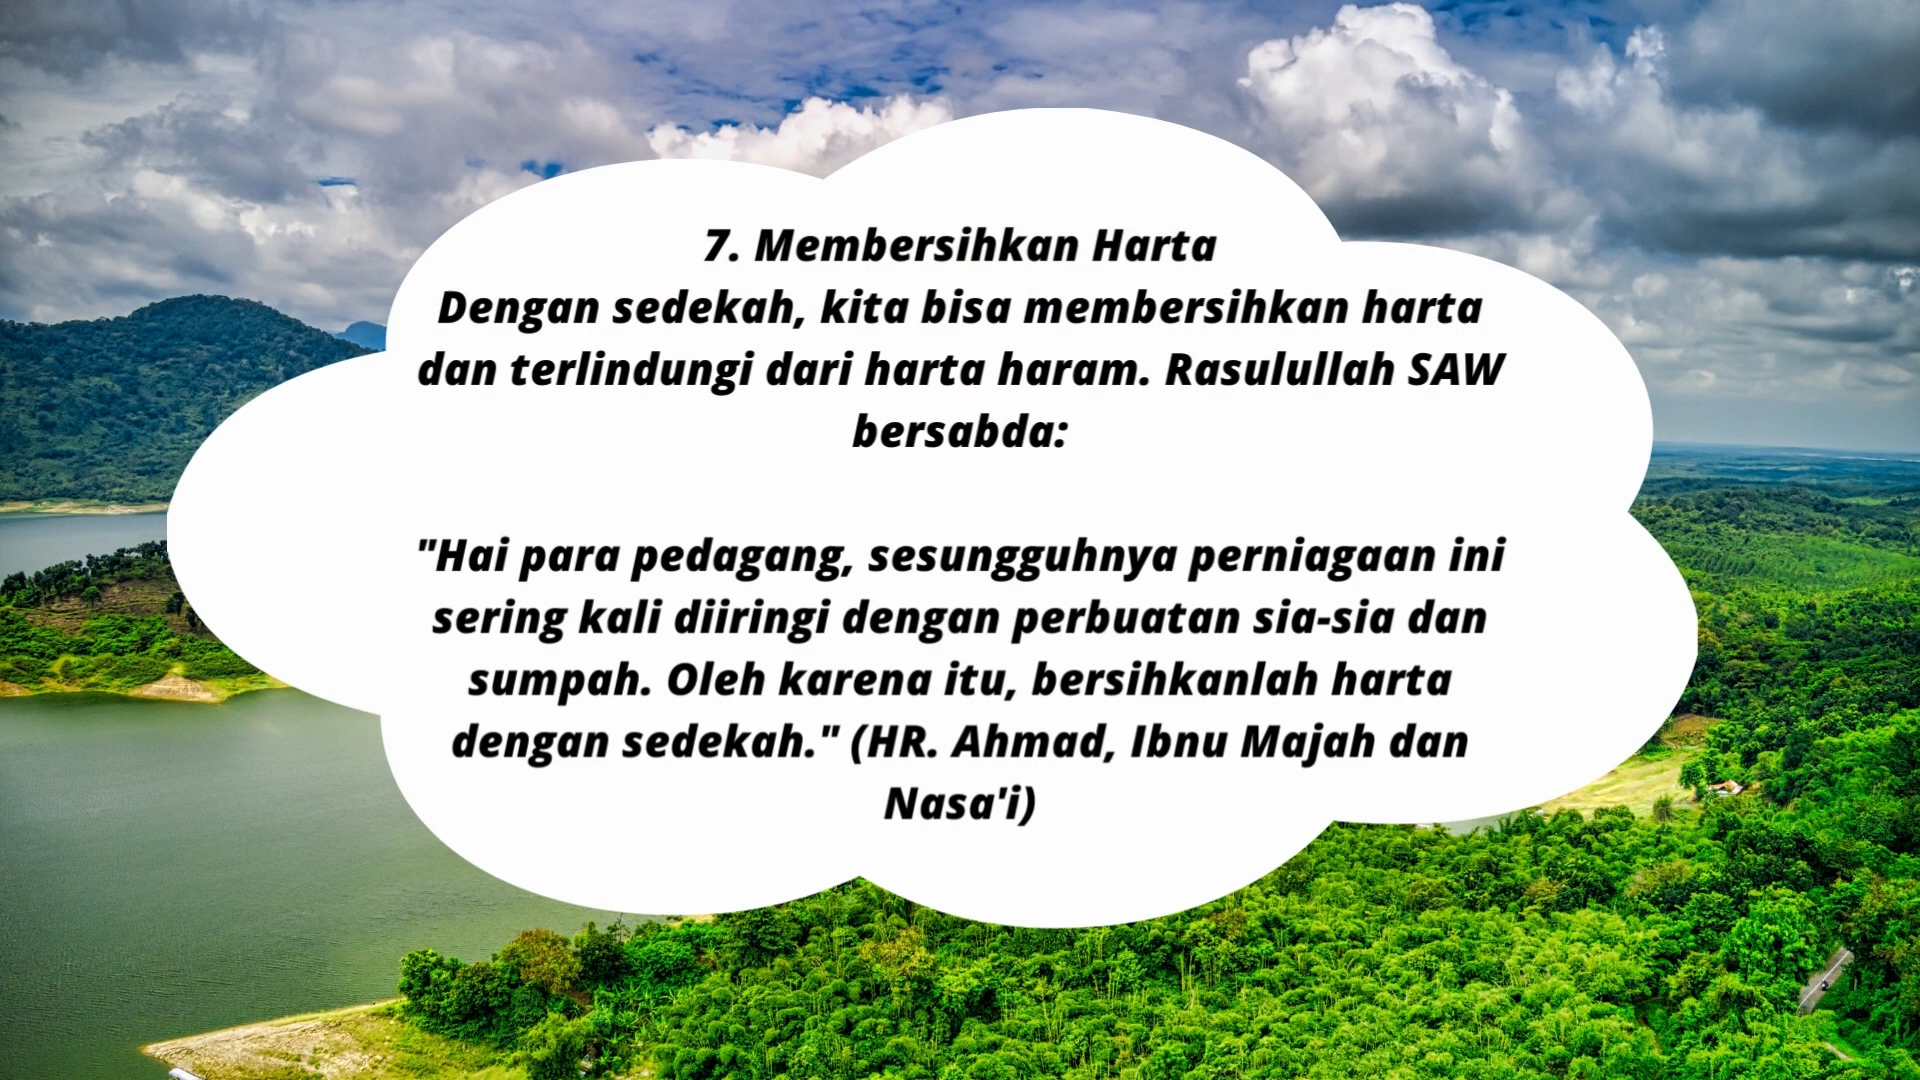 7. Membersihkan Harta
Dengan sedekah, kita bisa membersihkan harta
dan terlindungi dari harta haram. Rasulullah SAW
bersabda:
"Hai para pedagang, sesungguhnya perniagaan ini
sering kali diiringi dengan perbuatan sia-sia dan
sumpah. Oleh karena itu, bersihkanlah harta
dengan sedekah." (HR. Ahmad, Ibnu Majah dan
Nasa'i)